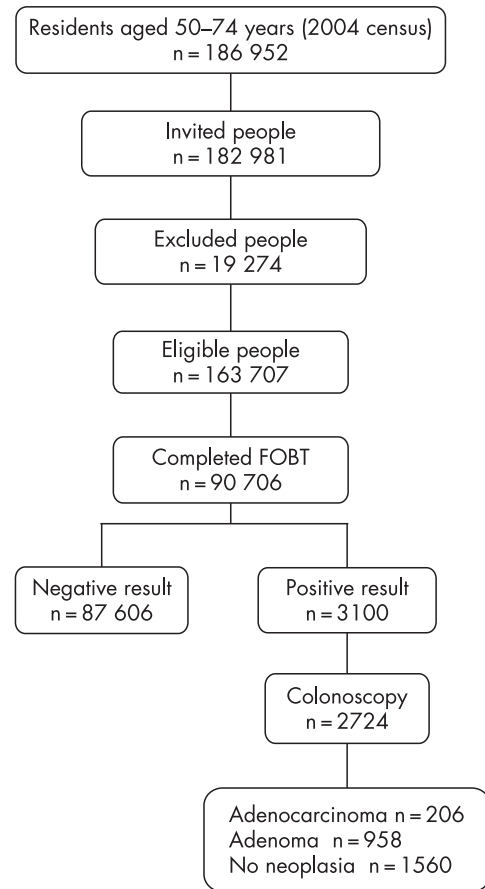 Residents aged 50–74 years (2004 census)
n = 186 952
Invited people
n = 182 981
Excluded people
n = 19 274
Eligible people
n = 163 707
Completed FOBT
n = 90 706
Negative result
n = 87 606
Positive result
n = 3100
Colonoscopy
n = 2724
Adenocarcinoma n = 206
Adenoma n = 958
No neoplasia n = 1560